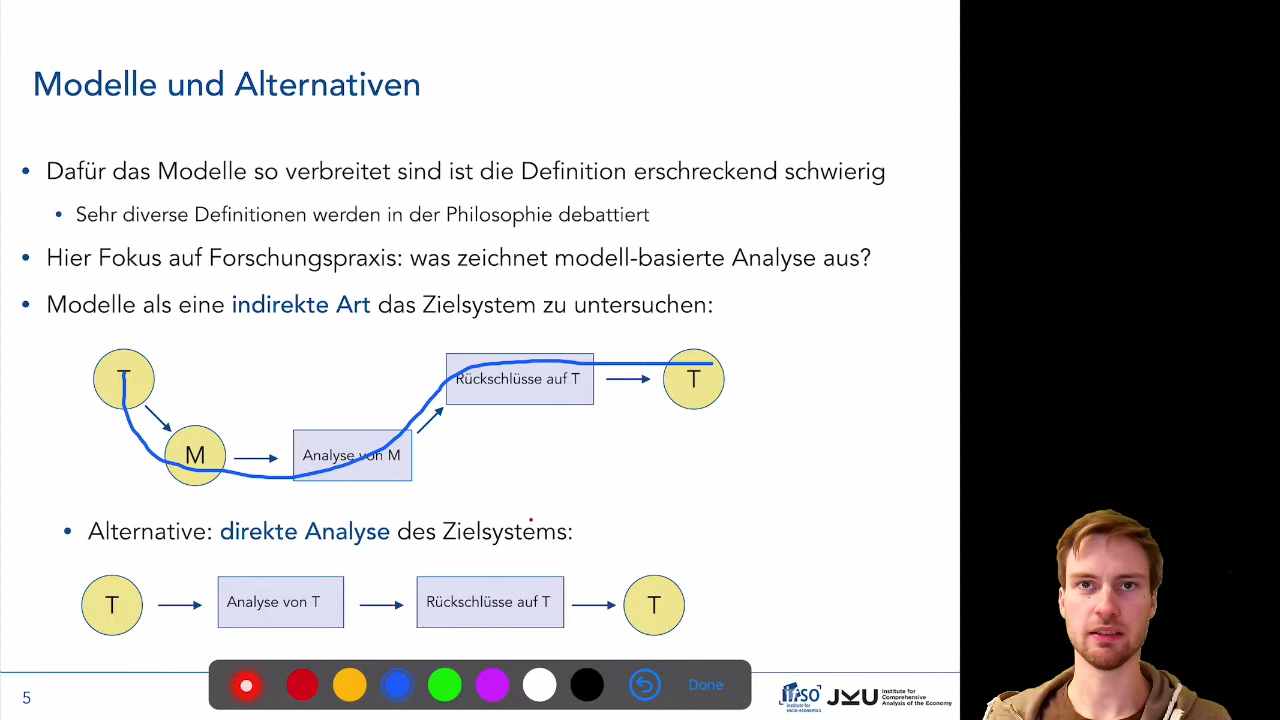 Modelle und Alternativen
• Dafür das Modelle so verbreitet sind ist die Definition erschreckend schwierig
• Sehr diverse Definitionen werden in der Philosophie debattiert
• Hier Fokus auf Forschungspraxis: was zeichnet modell-basierte Analyse aus?
• Modelle als eine indirekte Art das Zielsystem zu untersuchen:
T
Rückschlüsse auf T
T
M
Analyse von M
• Alternative: direkte Analyse des Zielsystems:
T
Analyse von T
Rückschlüsse auf T
T
5
Done
institute for
socio-economics
JKU
Institute for
Comprehensive
Analysis of the Economy